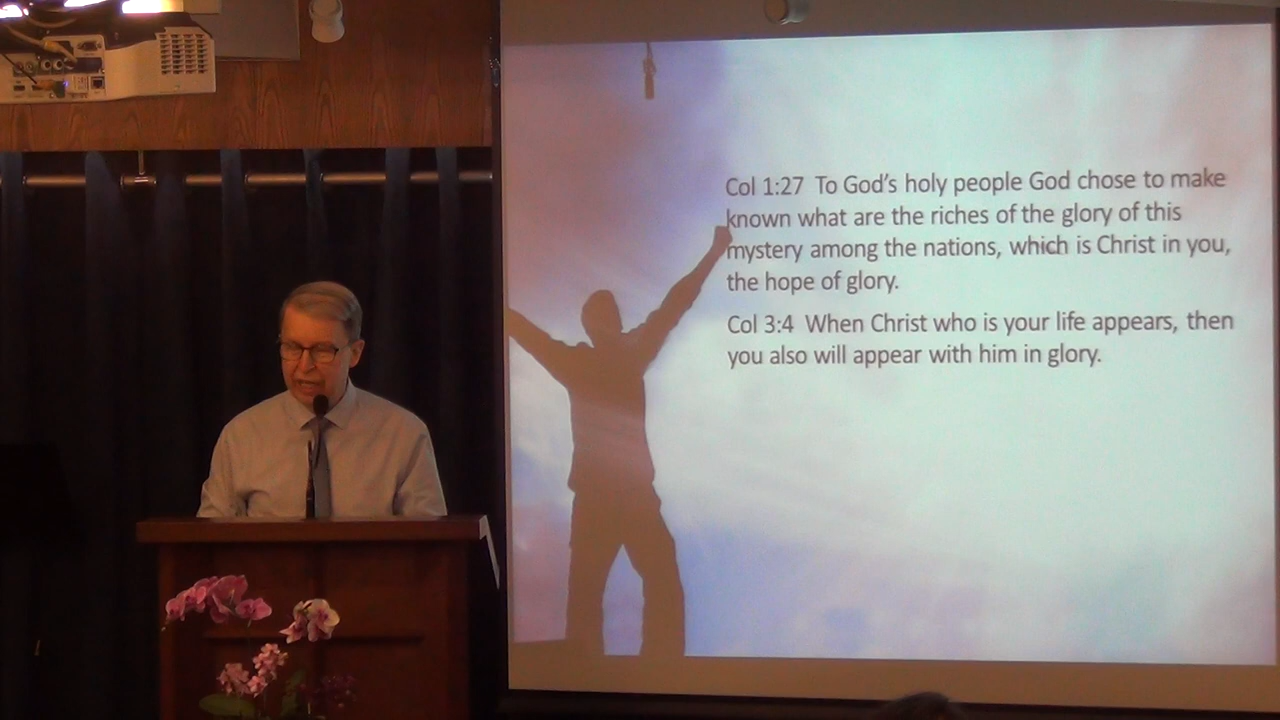 Col 1:27 To God's holy people God chose to make
known what are the riches of the glory of this
mystery among the nations, which is Christ in you,
the hope of glory.
Col 3:4 When Christ who is your life appears, then
you also will appear with him in glory.